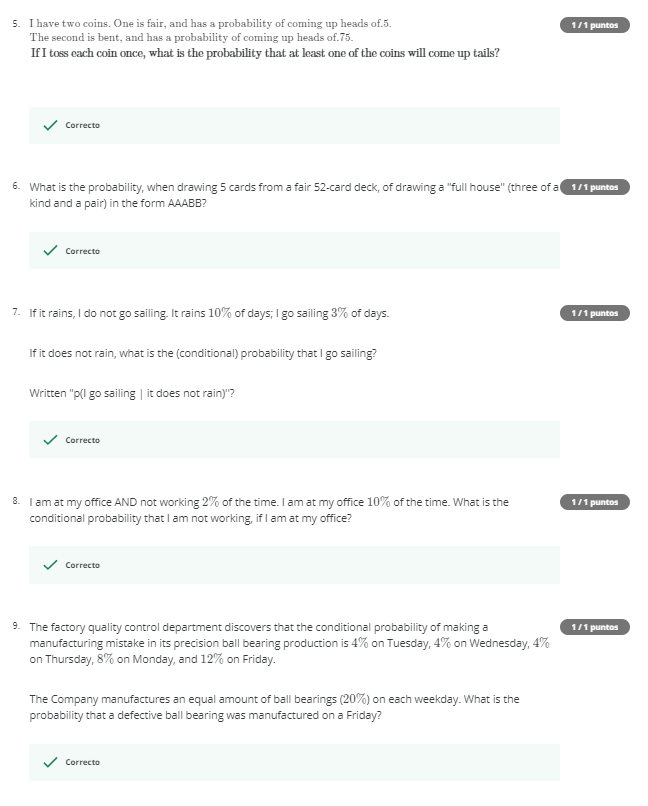 5. I have two coins. One is fair, and has a probability of coming up heads of.5.
1 / 1 puntos
The second is bent, and has a probability of coming up heads of.75.
If I toss each coin once, what is the probability that at least one of the coins will come up tails?
Correcto
6. What is the probability, when drawing 5 cards from a fair 52-card deck, of drawing a "full house" (three of a
1 / 1 puntos
kind and a pair) in the form AAABB?
Correcto
7. If it rains, I do not go sailing. It rains 10% of days; I go sailing 3% of days.
1 / 1 puntos
If it does not rain, what is the (conditional) probability that I go sailing?
Written "p(I go sailing | it does not rain)"?
Correcto
8. I am at my office AND not working 2% of the time. I am at my office 10% of the time. What is the
1 / 1 puntos
conditional probability that I am not working, if I am at my office?
Correcto
9. The factory quality control department discovers that the conditional probability of making a
1 / 1 puntos
manufacturing mistake in its precision ball bearing production is 4% on Tuesday, 4% on Wednesday, 4%
on Thursday, 8% on Monday, and 12% on Friday.
The Company manufactures an equal amount of ball bearings (20%) on each weekday. What is the
probability that a defective ball bearing was manufactured on a Friday?
Correcto